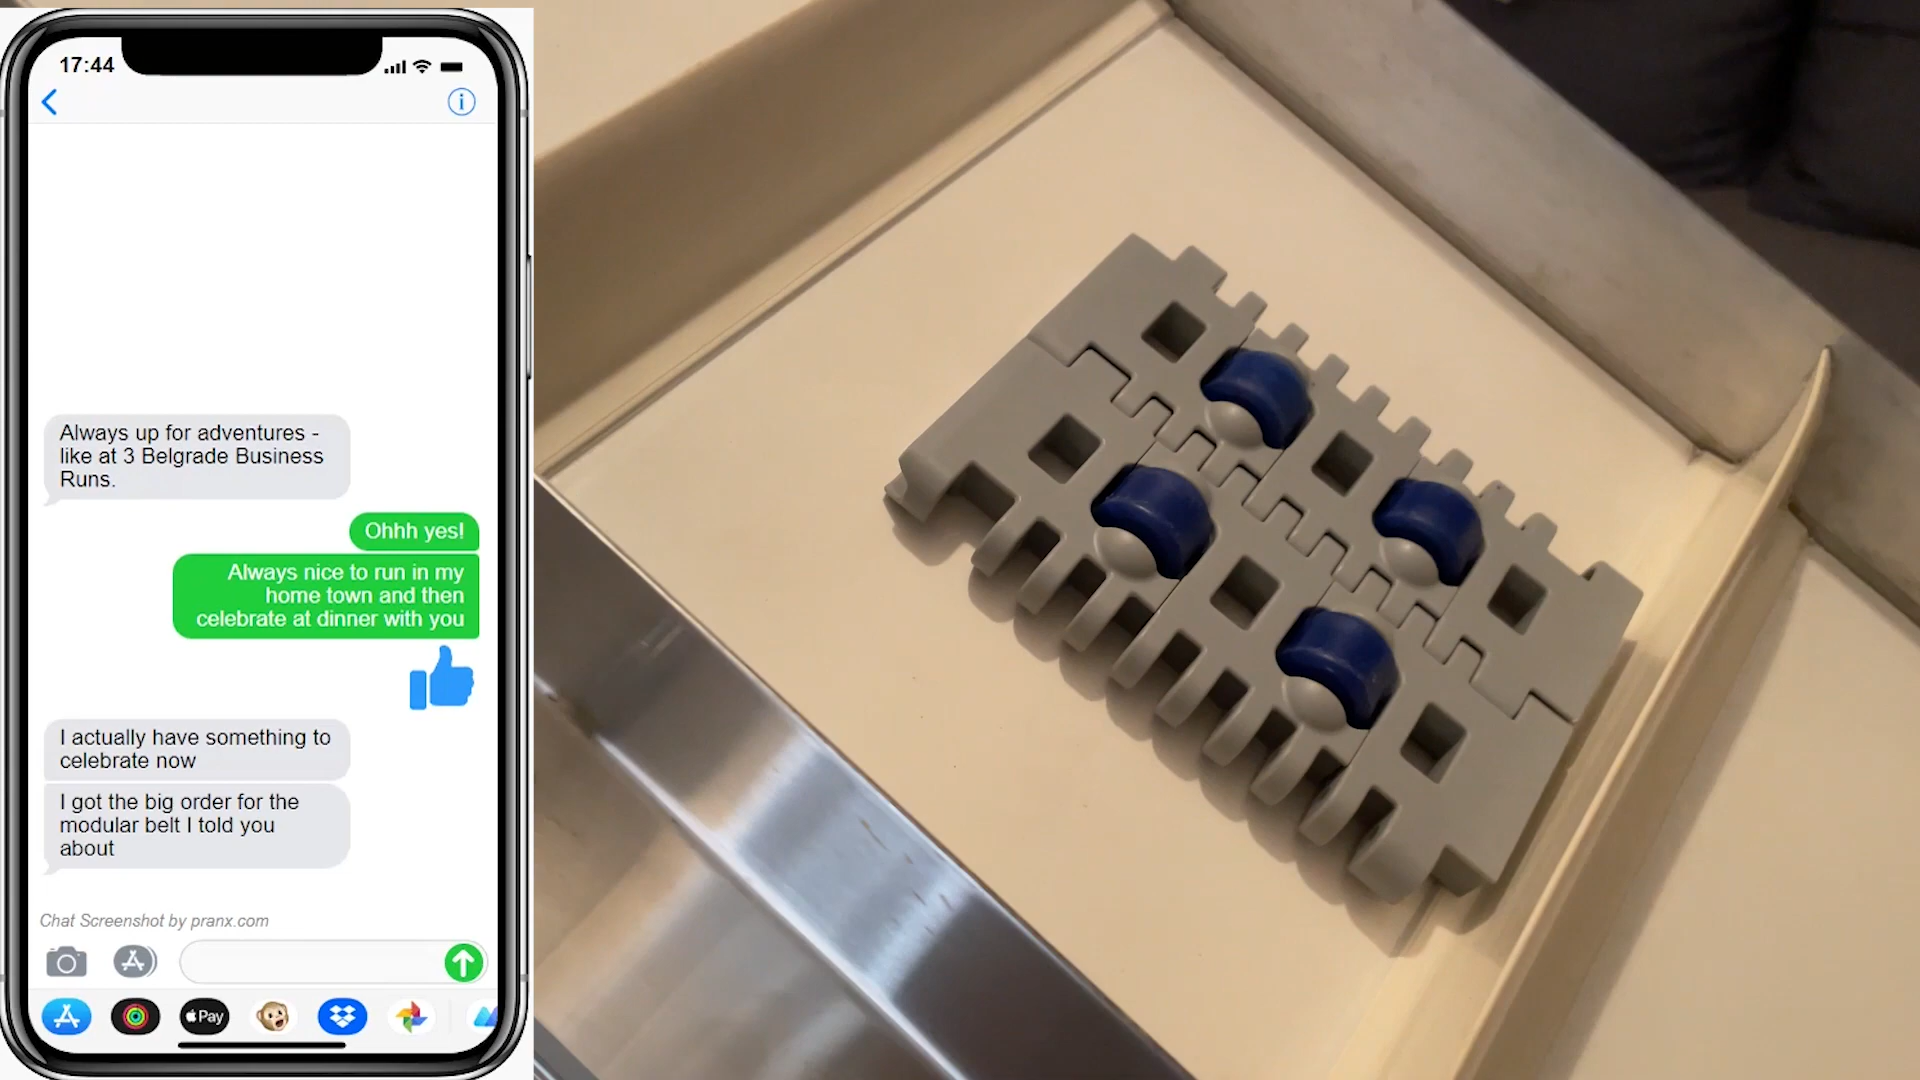 17:44
Always up for adventures -
like at 3 Belgrade Business
Runs.
Ohhh yes!
Always nice to run in my
home town and then
celebrate at dinner with you
I actually have something to
celebrate now
I got the big order for the
modular belt I told you
about
Chat Screenshot by pranx.com
Pay